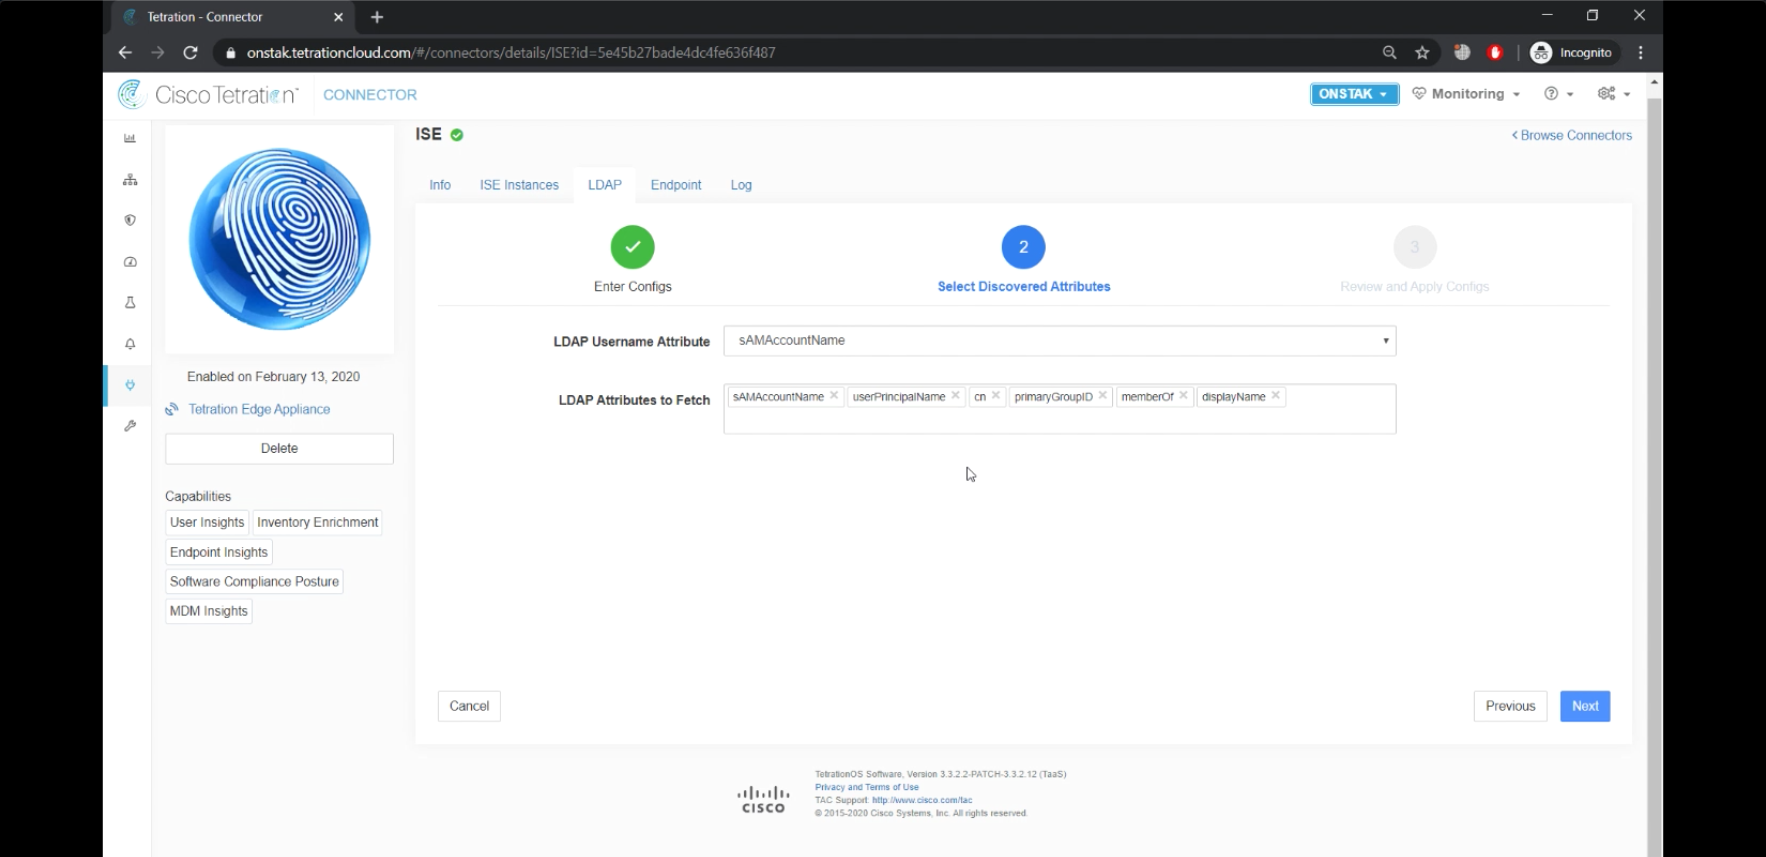 Tetration - Connector
onstak.tetrationcloud.com/#/connectors/details/ISE?id=5e45b27bade4dc4fe636f487
Incognito
Cisco Tetration™ CONNECTOR
ONSTAK
Monitoring
ISE
Browse Connectors
Info ISE Instances LDAP Endpoint Log
2
3
Enter Configs
Select Discovered Attributes
Review and Apply Configs
LDAP Username Attribute sAMAccountName
LDAP Attributes to Fetch sAMAccountName userPrincipalName cn primaryGroupID memberOf displayName
Enabled on February 13, 2020
Tetration Edge Appliance
Delete
Capabilities
User Insights Inventory Enrichment
Endpoint Insights
Software Compliance Posture
MDM Insights
Cancel Previous Next
TetrationOS Software, Version 3.3.2.2-PATCH-3.3.2.12 (TaaS)
Privacy and Terms of Use
TAC Support: http://www.cisco.com/tac
© 2015-2020 Cisco Systems, Inc. All rights reserved.
CISCO